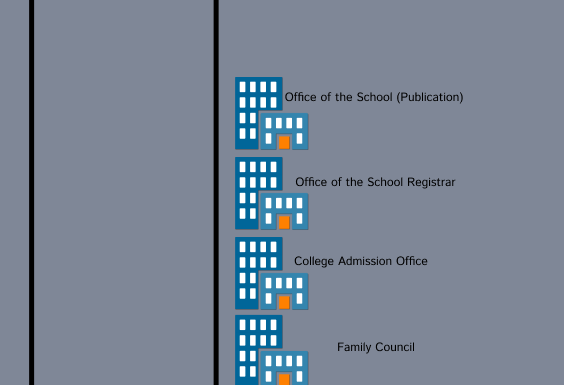 Office of the School (Publication)
Office of the School Registrar
College Admission Office
Family Council